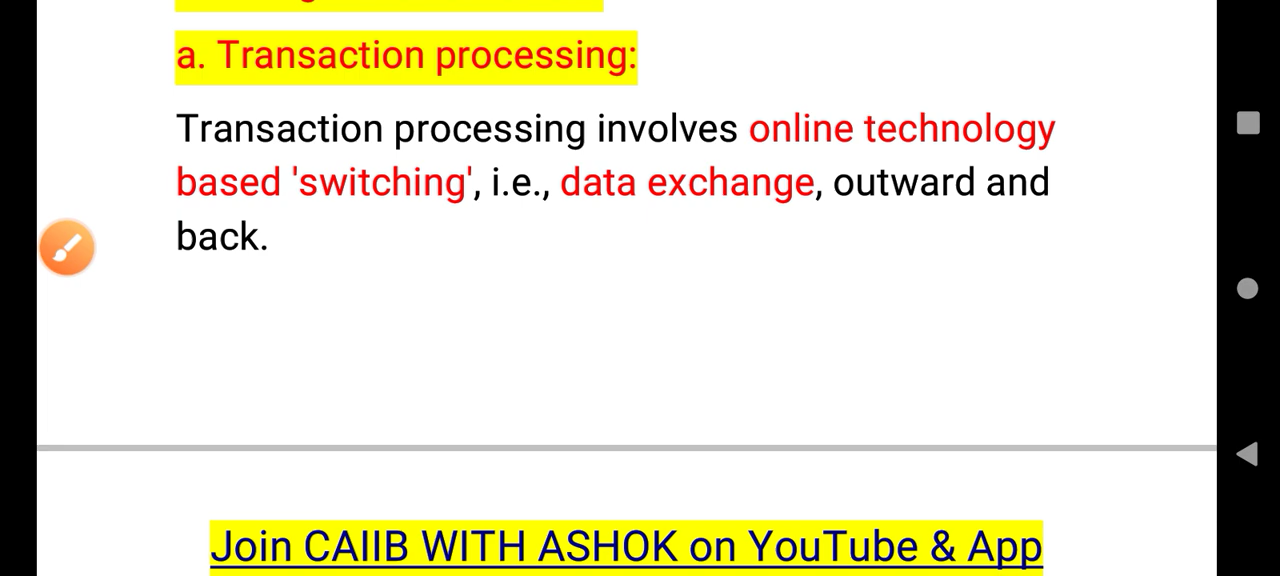 a. Transaction processing:
Transaction processing involves online technology
based 'switching', i.e., data exchange, outward and
back.
Join CAIIB WITH ASHOK on YouTube & App